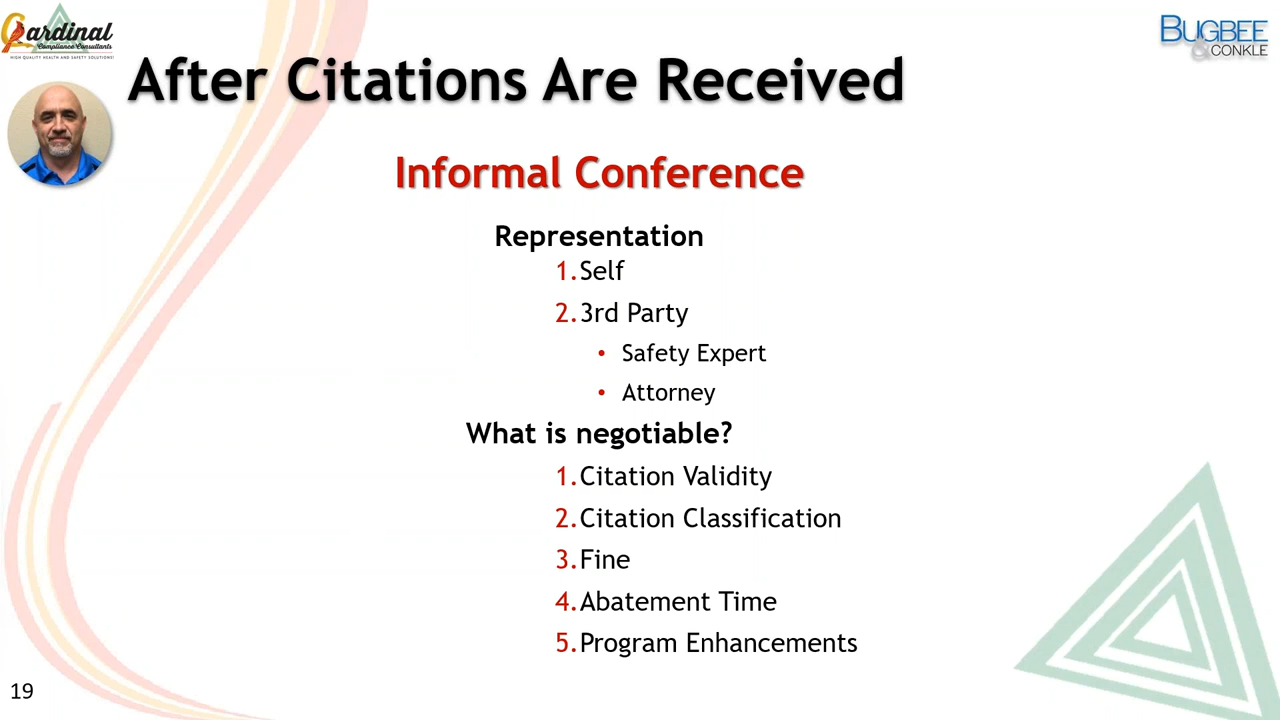 Cardinal
Compliance Consultants
HIGH QUALITY HEALTH AND SAFETY SOLUTIONS!
BUGBEE
& CONKLE
After Citations Are Received
Informal Conference
Representation
1. Self
2. 3rd Party
• Safety Expert
• Attorney
What is negotiable?
1. Citation Validity
2. Citation Classification
3. Fine
4. Abatement Time
5. Program Enhancements
19